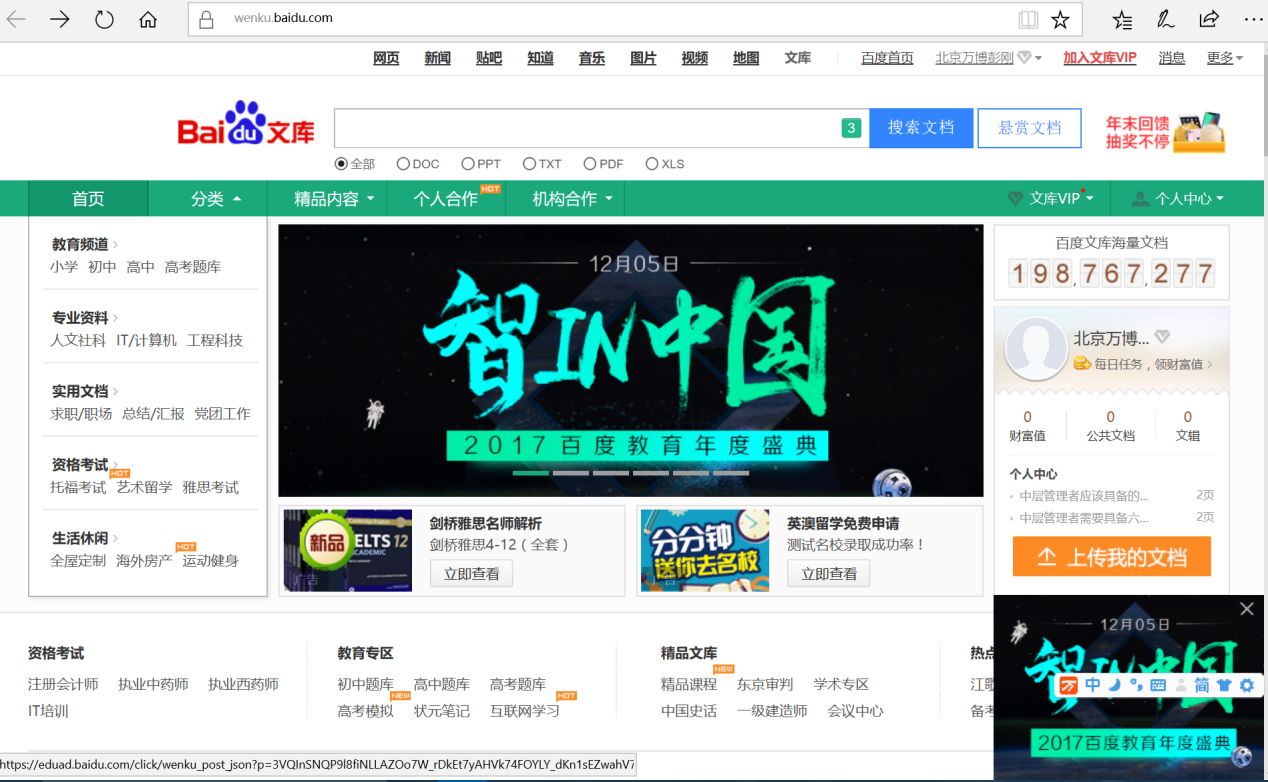 wenku.baidu.com
网页 新闻 贴吧 知道 音乐 图片 视频 地图 文库 百度首页 北京万博彭刚 加入文库VIP 消息 更多
Bai du 文库
3 搜索文档 悬赏文档
年末回馈
抽奖不停
全部 DOC PPT TXT PDF XLS
首页 分类 精品内容 个人合作 HOT 机构合作 文库VIP 个人中心
教育频道
小学 初中 高中 高考题库
专业资料
人文社科 IT/计算机 工程科技
实用文档
求职/职场 总结/汇报 党团工作
资格考试
HOT
托福考试 艺术留学 雅思考试
生活休闲
HOT
全屋定制 海外房产 运动健身
12月05日
智IN中国
2017百度教育年度盛典
新品
IELTS 12
ACADEMIC
广告
剑桥雅思名师解析
剑桥雅思4-12（全套）
立即查看
分分钟
送你去名校
广告
英澳留学免费申请
测试名校录取成功率！
立即查看
百度文库海量文档
198,767,277
北京万博...
每日任务，领财富值
0 0 0
财富值 公共文档 文辑
个人中心
中层管理者应该具备的... 2页
中层管理者需要具备六... 2页
上传我的文档
资格考试
注册会计师 执业中药师 执业西药师
IT培训
教育专区
初中题库 高中题库 高考题库
NEW
高考模拟 状元笔记 互联网学习
HOT
精品文库
NEW
精品课程 东京审判 学术专区
中国史话 一级建造师 会议中心
热点
江歌
备考
12月05日
智IN中国
中 简
2017百度教育年度盛典